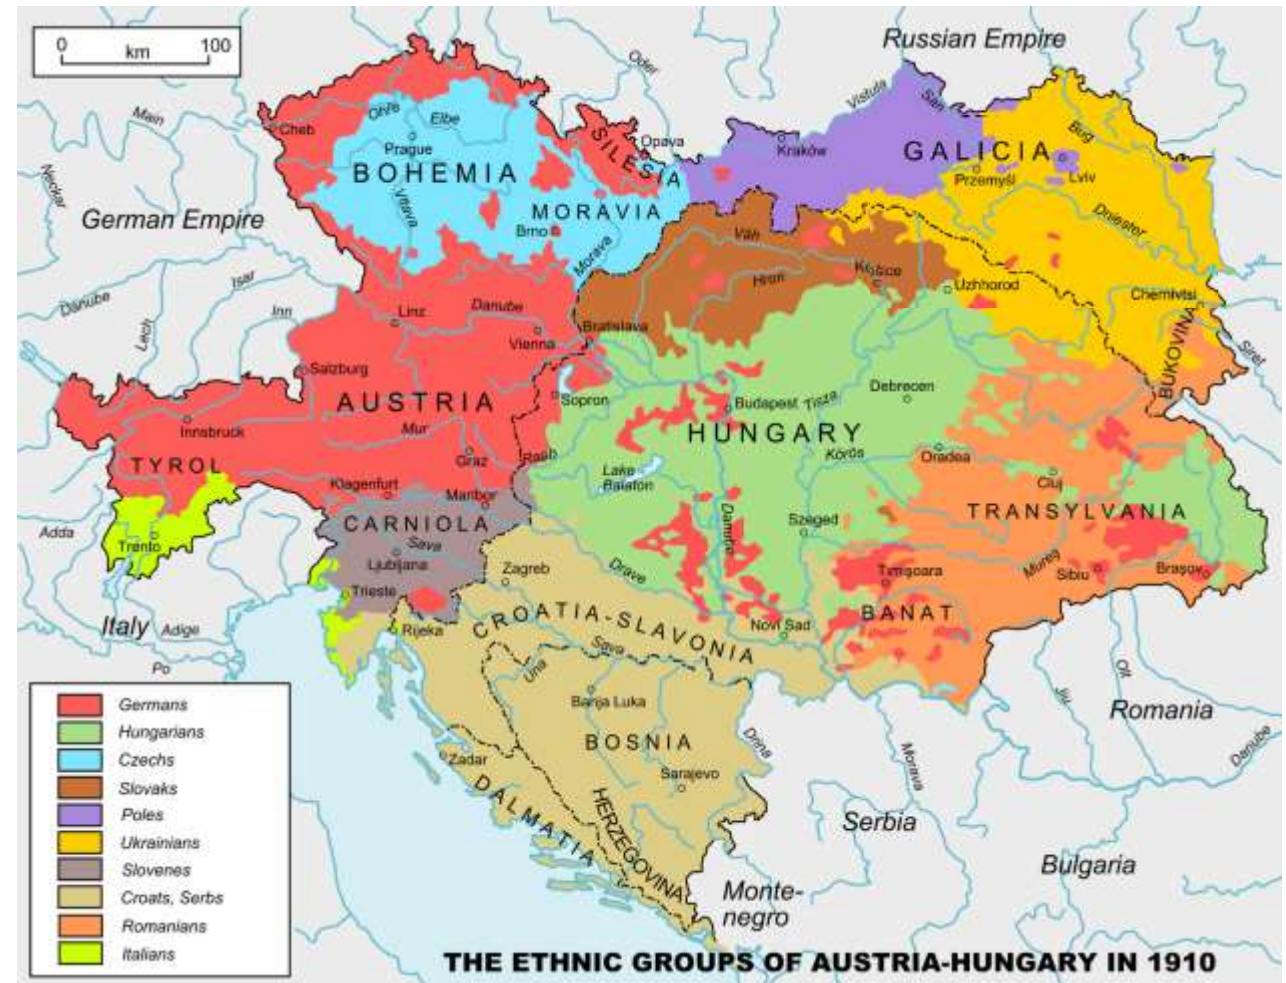 0 100
km
Russian Empire
Oder
Vistula
San
Main
Cheb
Ohře
Elbe
Prague
BOHEMIA
SILESIA
Opava
Kraków
GALICIA
Bug
Przemyśl
Lviv
Neckar
German Empire
Vltava
MORAVIA
Brno
Morava
Dniester
Váh
Hron
Košice
Uzhhorod
Chernivtsi
BUKOVINA
Siret
Danube
Isar
Inn
Lech
Linz
Danube
Vienna
Bratislava
Salzburg
AUSTRIA
Sopron
Budapest
Tisza
Debrecen
Innsbruck
Mur
HUNGARY
TYROL
Graz
Raab
Lake
Balaton
Körös
Oradea
Cluj
Klagenfurt
Maribor
CARNIOLA
Danube
Szeged
TRANSYLVANIA
Adda
Trento
Sava
Ljubljana
Zagreb
Drave
Timişoara
Mureş
Sibiu
Braşov
Trieste
BANAT
Italy
Adige
Rijeka
CROATIA-SLAVONIA
Novi Sad
Po
Una
Sava
Jiu
Olt
Banja Luka
Romania
BOSNIA
Drina
Morava
Danube
Zadar
Sarajevo
DALMATIA
HERZEGOVINA
Serbia
Bulgaria
Monte-
negro
Germans
Hungarians
Czechs
Slovaks
Poles
Ukrainians
Slovenes
Croats, Serbs
Romanians
Italians
THE ETHNIC GROUPS OF AUSTRIA-HUNGARY IN 1910